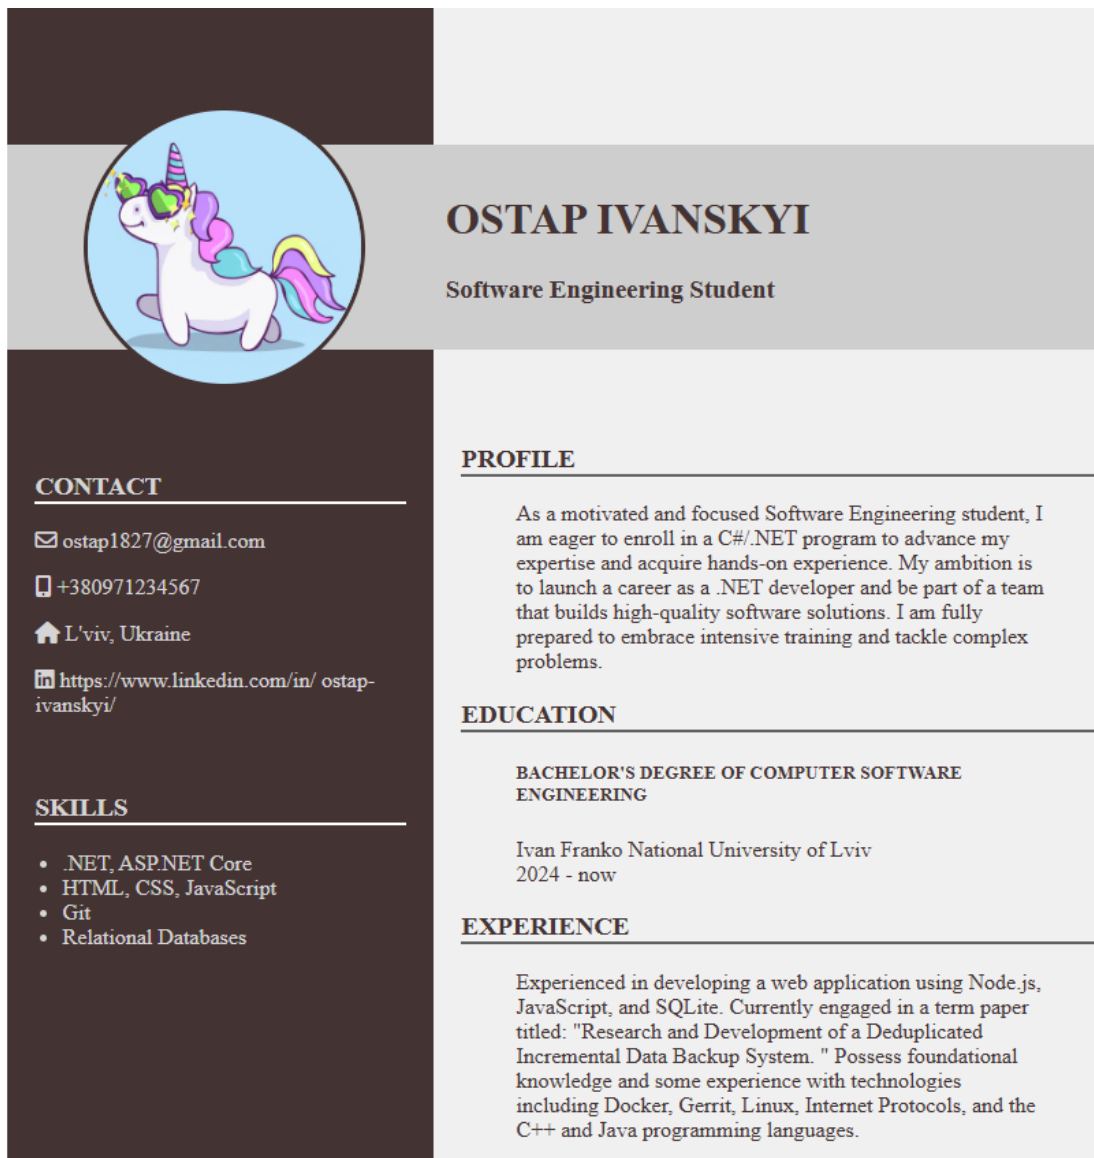 OSTAP IVANSKYI
Software Engineering Student
CONTACT
ostap1827@gmail.com
+380971234567
L'viv, Ukraine
in https://www.linkedin.com/in/ ostap-
ivanskyi/
SKILLS
• .NET, ASP.NET Core
• HTML, CSS, JavaScript
• Git
• Relational Databases
PROFILE
As a motivated and focused Software Engineering student, I
am eager to enroll in a C#/.NET program to advance my
expertise and acquire hands-on experience. My ambition is
to launch a career as a .NET developer and be part of a team
that builds high-quality software solutions. I am fully
prepared to embrace intensive training and tackle complex
problems.
EDUCATION
BACHELOR'S DEGREE OF COMPUTER SOFTWARE
ENGINEERING
Ivan Franko National University of Lviv
2024 - now
EXPERIENCE
Experienced in developing a web application using Node.js,
JavaScript, and SQLite. Currently engaged in a term paper
titled: "Research and Development of a Deduplicated
Incremental Data Backup System. " Possess foundational
knowledge and some experience with technologies
including Docker, Gerrit, Linux, Internet Protocols, and the
C++ and Java programming languages.